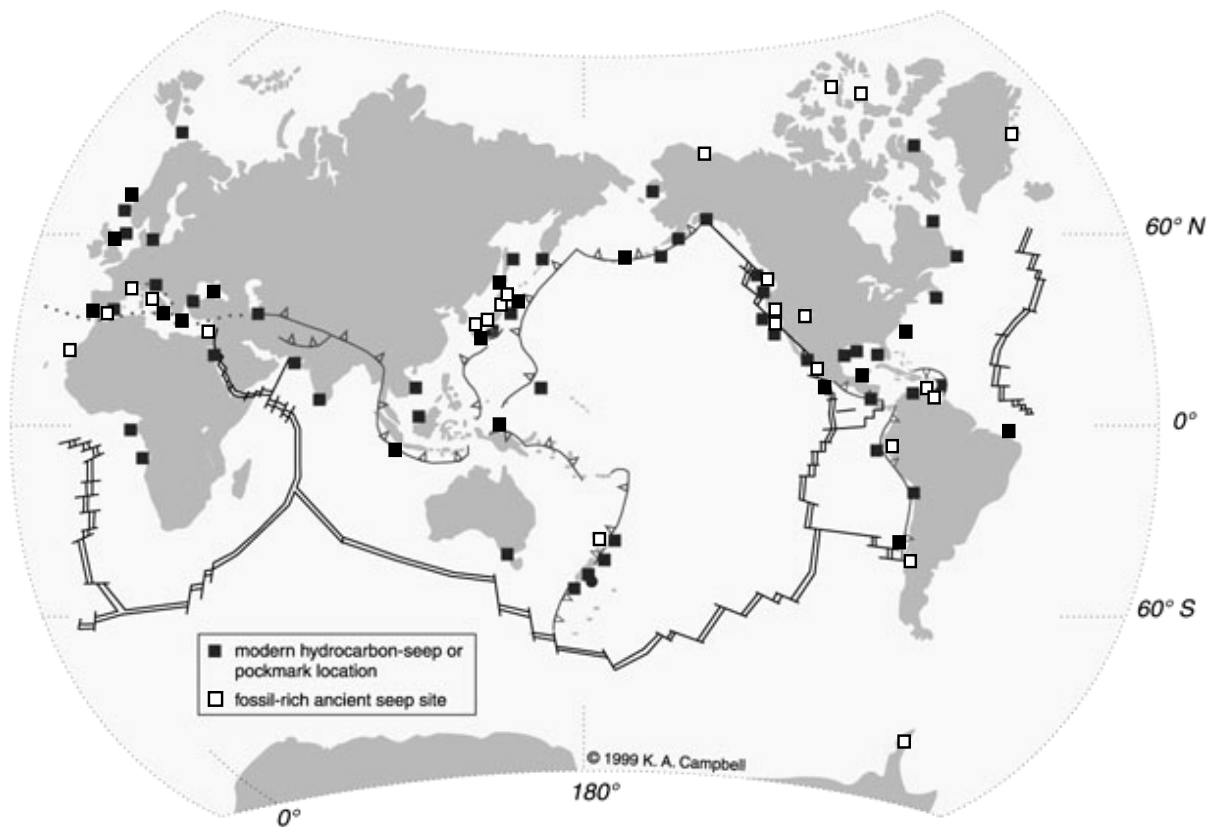 60° N
0°
60° S
modern hydrocarbon-seep or
pockmark location
fossil-rich ancient seep site
© 1999 K. A. Campbell
180°
0°